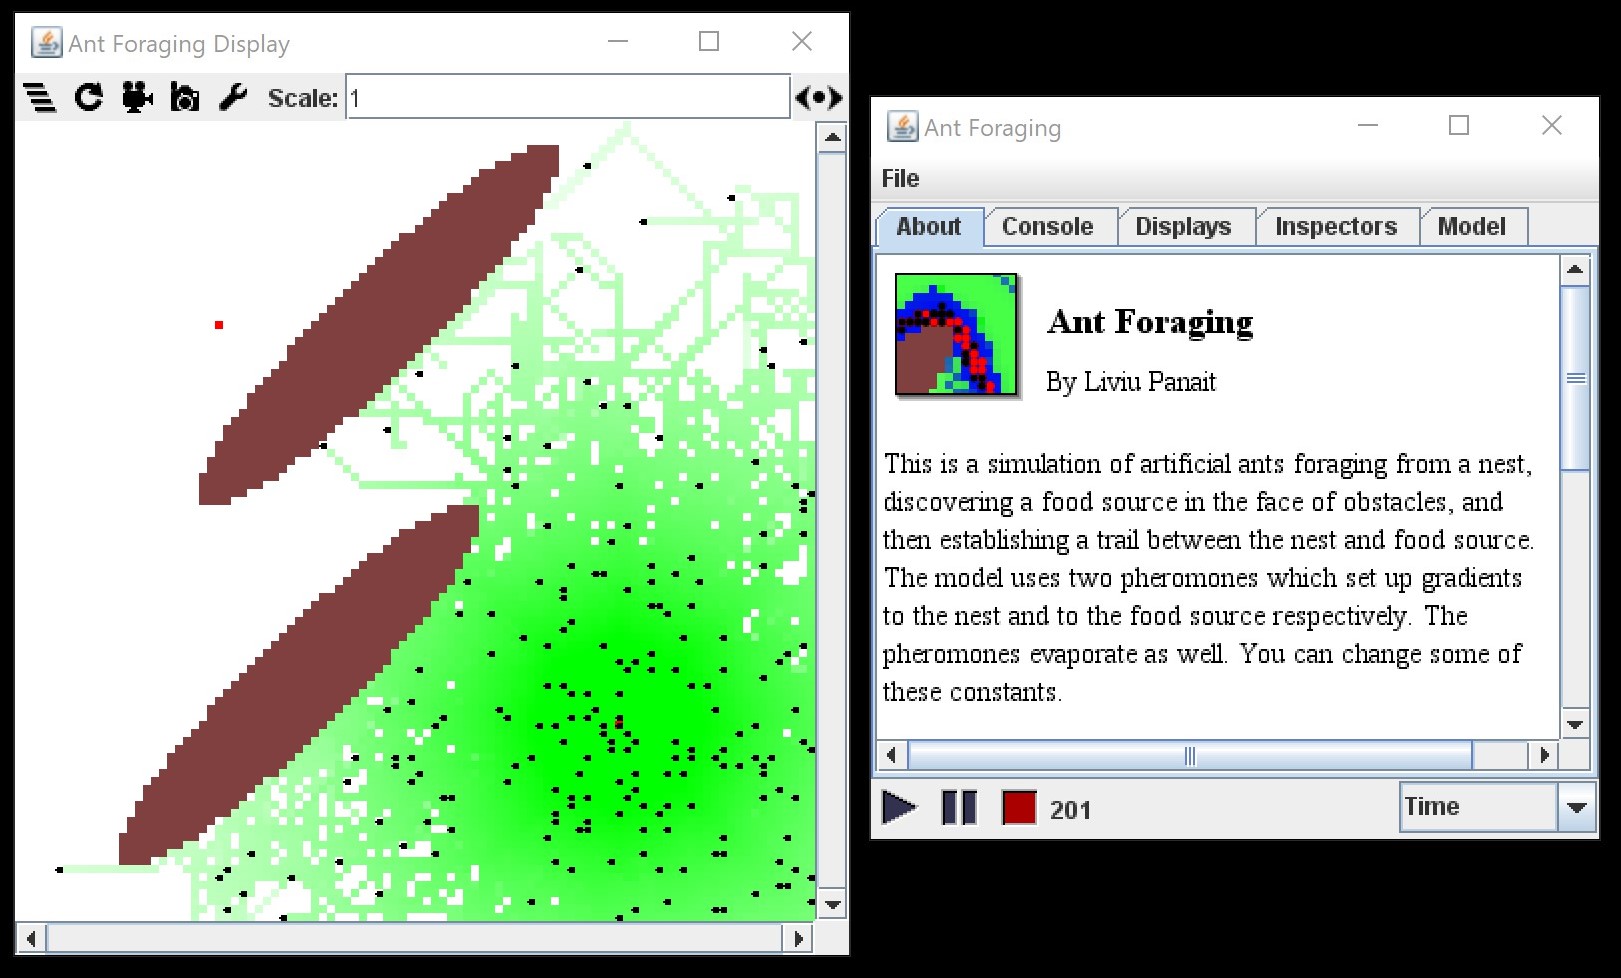 Ant Foraging Display
Scale: 1
Ant Foraging
File
About Console Displays Inspectors Model
Ant Foraging
By Liviu Panait
This is a simulation of artificial ants foraging from a nest,
discovering a food source in the face of obstacles, and
then establishing a trail between the nest and food source.
The model uses two pheromones which set up gradients
to the nest and to the food source respectively. The
pheromones evaporate as well. You can change some of
these constants.
201 Time